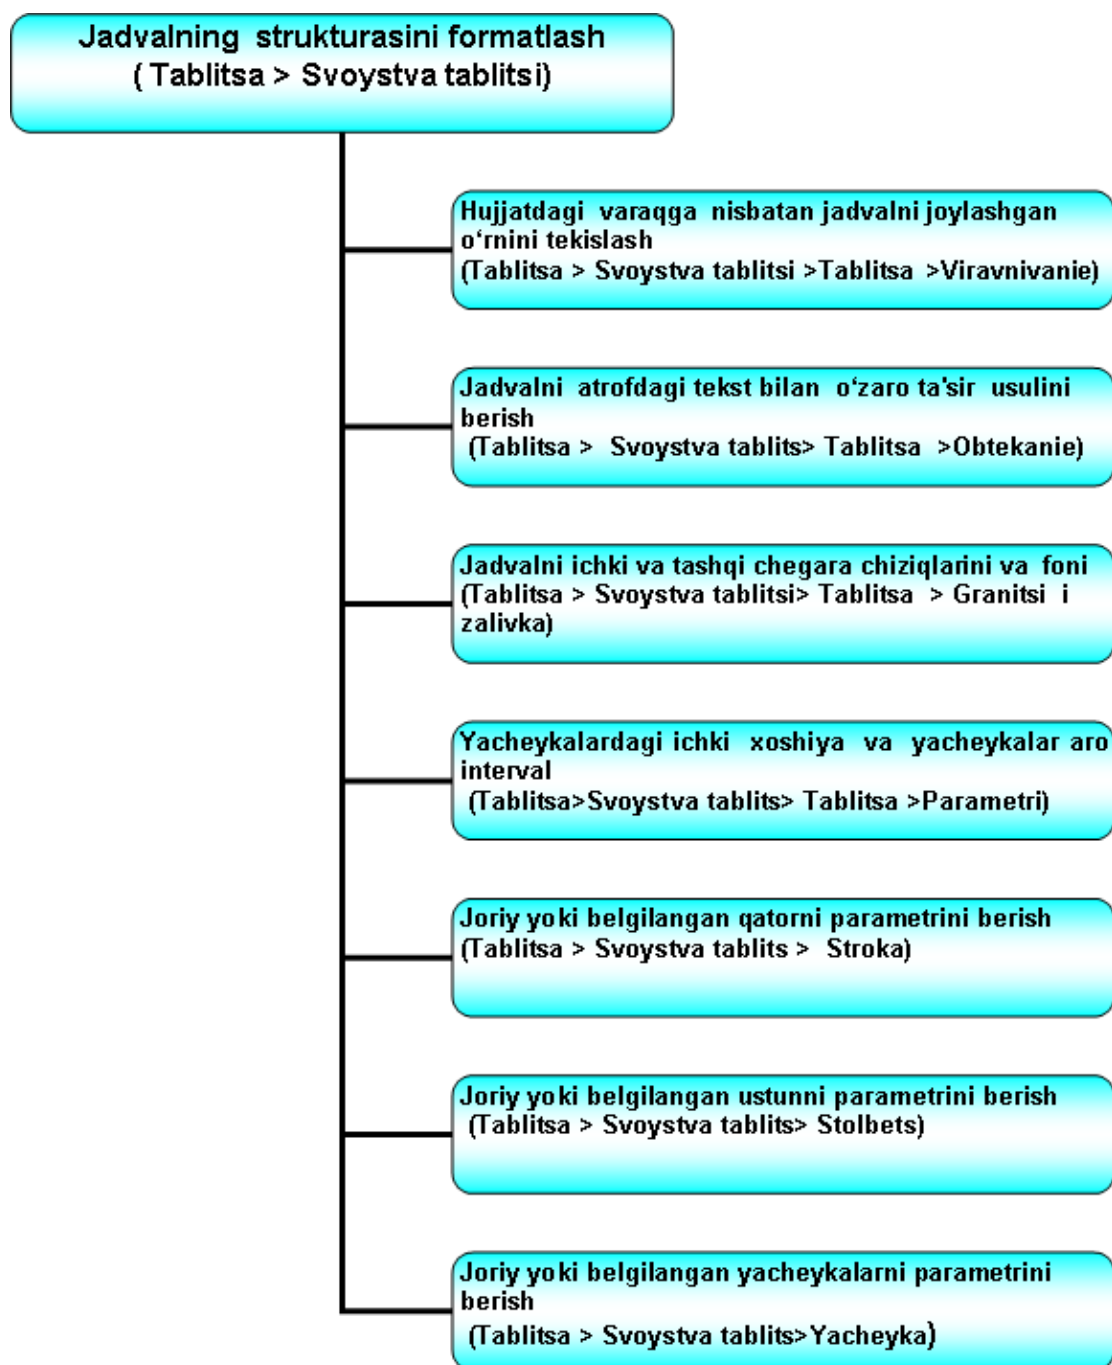 Jadvalning strukturasini formatlash
( Tablitsa > Svoystva tablitsi)
Hujjatdagi varaqga nisbatan jadvalni joylashgan
o‘rnini tekislash
(Tablitsa > Svoystva tablitsi >Tablitsa >Viravnivanie)
Jadvalni atrofdagi tekst bilan o‘zaro ta'sir usulini
berish
(Tablitsa > Svoystva tablits> Tablitsa >Obtekanie)
Jadvalni ichki va tashqi chegara chiziqlarini va foni
(Tablitsa > Svoystva tablitsi> Tablitsa > Granitsi i
zalivka)
Yacheykalardagi ichki xoshiya va yacheykalar aro
interval
(Tablitsa>Svoystva tablits> Tablitsa >Parametri)
Joriy yoki belgilangan qatorni parametrini berish
(Tablitsa > Svoystva tablits > Stroka)
Joriy yoki belgilangan ustunni parametrini berish
(Tablitsa > Svoystva tablits> Stolbets)
Joriy yoki belgilangan yacheykalarni parametrini
berish
(Tablitsa > Svoystva tablits>Yacheyka)